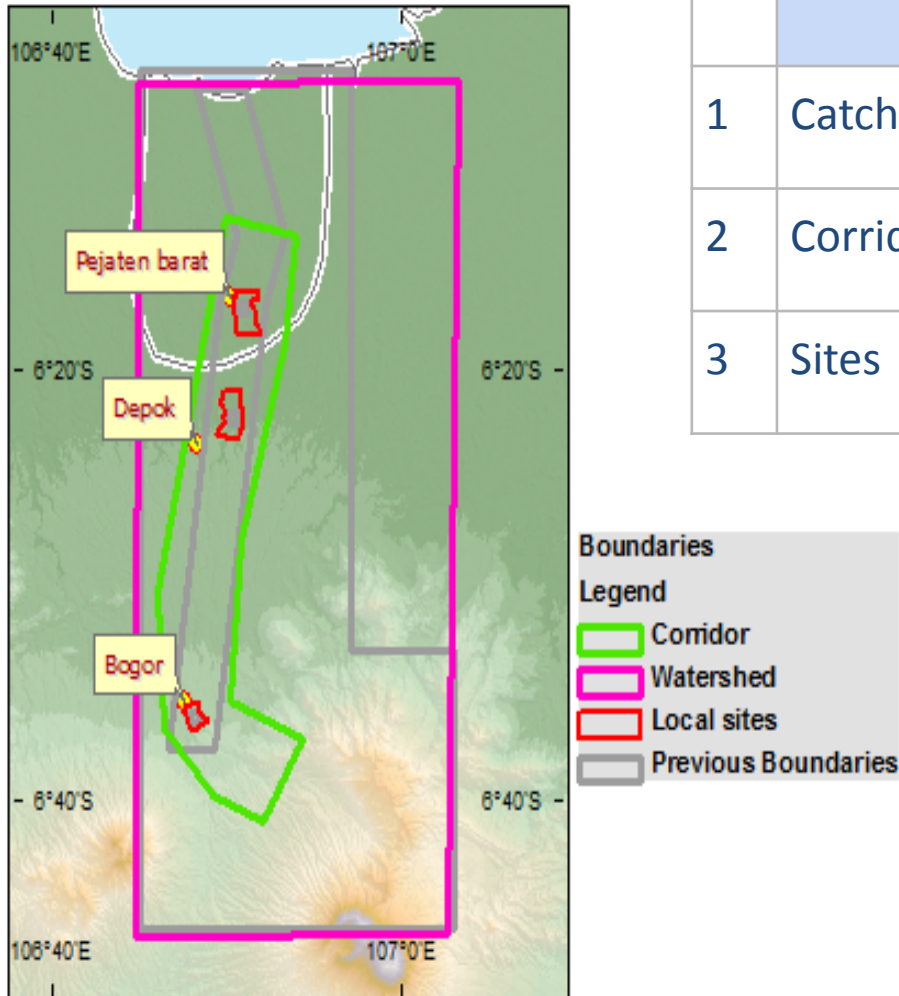 106°40'E
107°0'E
Pejaten barat
6°20'S
6°20'S
Depok
Bogor
6°40'S
6°40'S
106°40'E
107°0'E
1 Catch
2 Corri
3 Sites
Boundaries
Legend
Corridor
Watershed
Local sites
Previous Boundaries